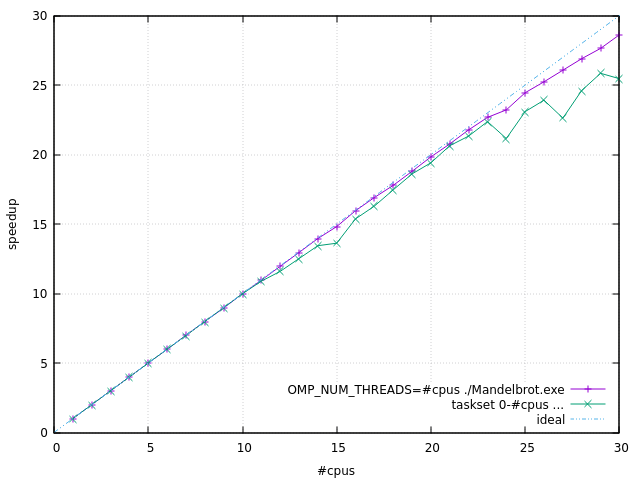 30
25
20
15
10
5
0
speedup
OMP_NUM_THREADS=#cpus ./Mandelbrot.exe
taskset 0-#cpus ...
ideal
0 5 10 15 20 25 30
#cpus